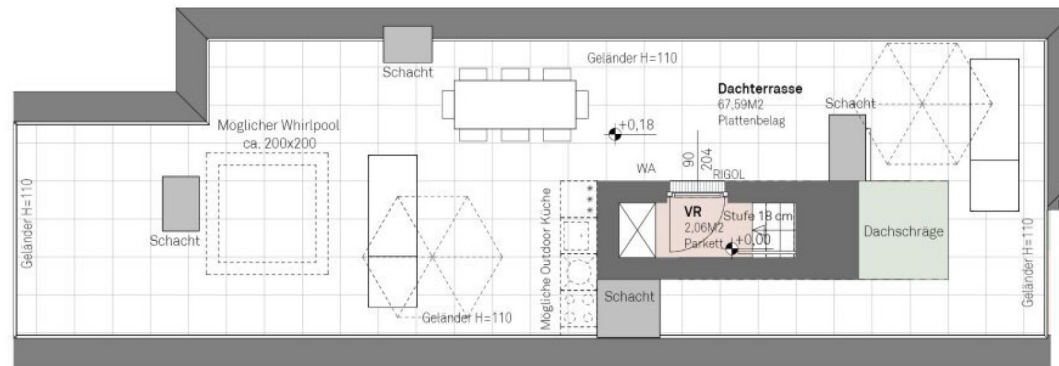 Geländer H=110
Schacht
Dachterrasse
67,59M2
Plattenbelag
Schacht
Möglicher Whirlpool
ca. 200x200
+0,18
WA
90
204
RIGOL
Geländer H=110
Schacht
Mögliche Outdoor Küche
VR
2,06M2
Parkett
Stufe 18 cm
A
+0,00
Dachschräge
Geländer H=110
Schacht
Geländer H=110